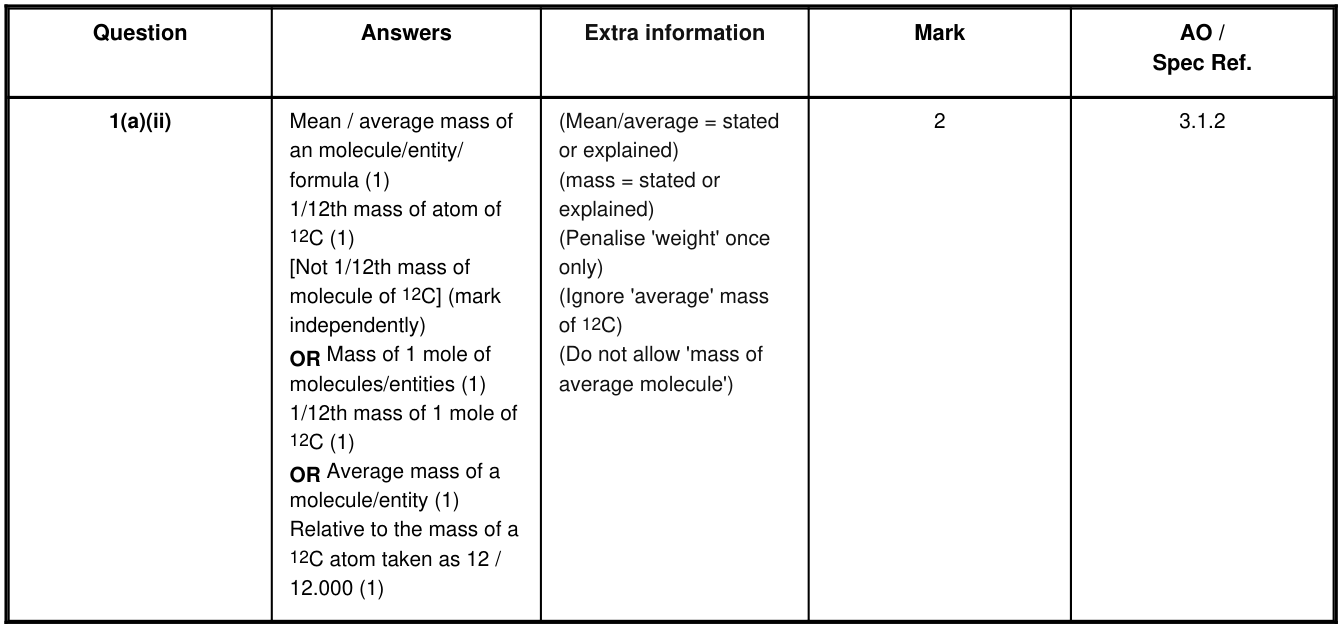 Question
Answers
Extra information
Mark
AO /
Spec Ref.
1(a)(ii)
Mean / average mass of
an molecule/entity/
formula (1)
1/12th mass of atom of
12C (1)
[Not 1/12th mass of
molecule of 12C] (mark
independently)
OR Mass of 1 mole of
molecules/entities (1)
1/12th mass of 1 mole of
12C (1)
OR Average mass of a
molecule/entity (1)
Relative to the mass of a
12C atom taken as 12 /
12.000 (1)
(Mean/average = stated
or explained)
(mass = stated or
explained)
(Penalise 'weight' once
only)
(Ignore 'average' mass
of 12C)
(Do not allow 'mass of
average molecule')
2
3.1.2